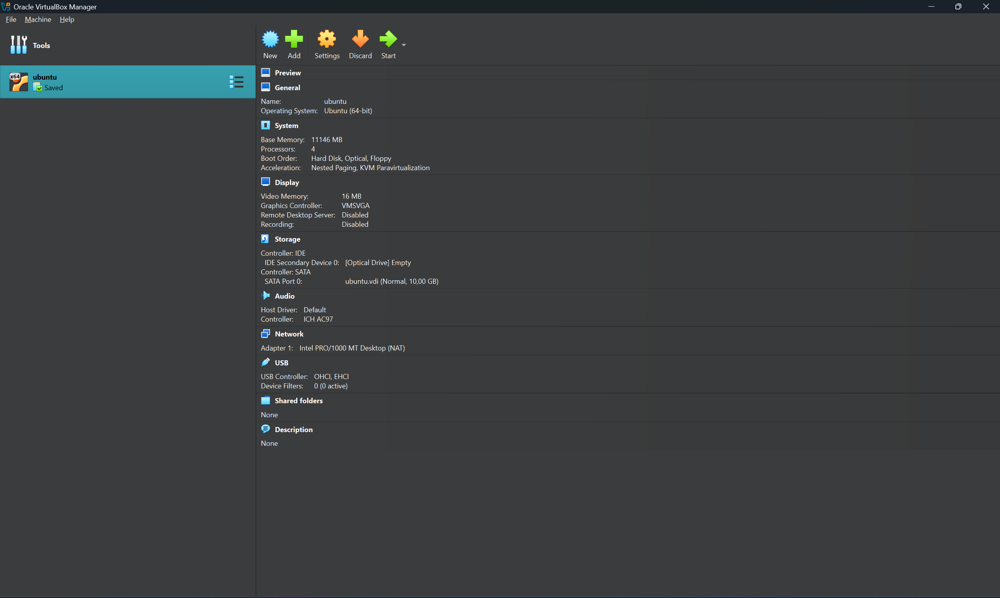 Oracle VirtualBox Manager
File Machine Help
Tools
New Add Settings Discard Start
x64 ubuntu
Saved
Preview
General
Name: ubuntu
Operating System: Ubuntu (64-bit)
System
Base Memory: 11146 MB
Processors: 4
Boot Order: Hard Disk, Optical, Floppy
Acceleration: Nested Paging, KVM Paravirtualization
Display
Video Memory: 16 MB
Graphics Controller: VMSVGA
Remote Desktop Server: Disabled
Recording: Disabled
Storage
Controller: IDE
IDE Secondary Device 0: [Optical Drive] Empty
Controller: SATA
SATA Port 0: ubuntu.vdi (Normal, 10,00 GB)
Audio
Host Driver: Default
Controller: ICH AC97
Network
Adapter 1: Intel PRO/1000 MT Desktop (NAT)
USB
USB Controller: OHCI, EHCI
Device Filters: 0 (0 active)
Shared folders
None
Description
None